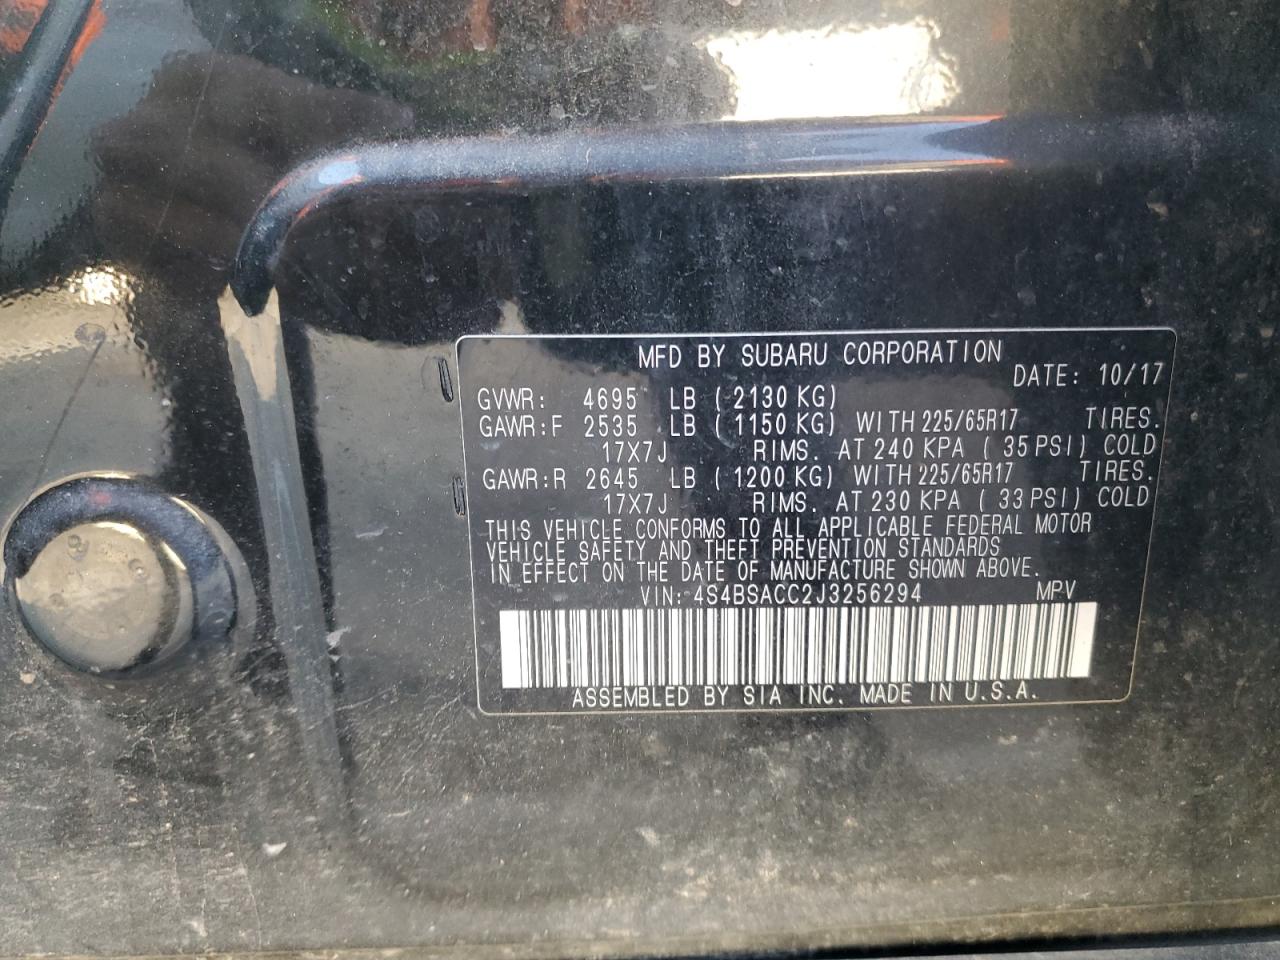 MFD BY SUBARU CORPORATION
DATE: 10/17
GVWR: 4695 LB ( 2130 KG)
GAWR:F 2535 LB ( 1150 KG) WITH 225/65R17 TIRES.
17X7J RIMS. AT 240 KPA ( 35 PSI) COLD
GAWR:R 2645 LB ( 1200 KG) WITH 225/65R17 TIRES.
17X7J RIMS. AT 230 KPA ( 33 PSI) COLD
THIS VEHICLE CONFORMS TO ALL APPLICABLE FEDERAL MOTOR
VEHICLE SAFETY AND THEFT PREVENTION STANDARDS
IN EFFECT ON THE DATE OF MANUFACTURE SHOWN ABOVE.
VIN: 4S4BSACC2J3256294 MPV
ASSEMBLED BY SIA INC. MADE IN U.S.A.